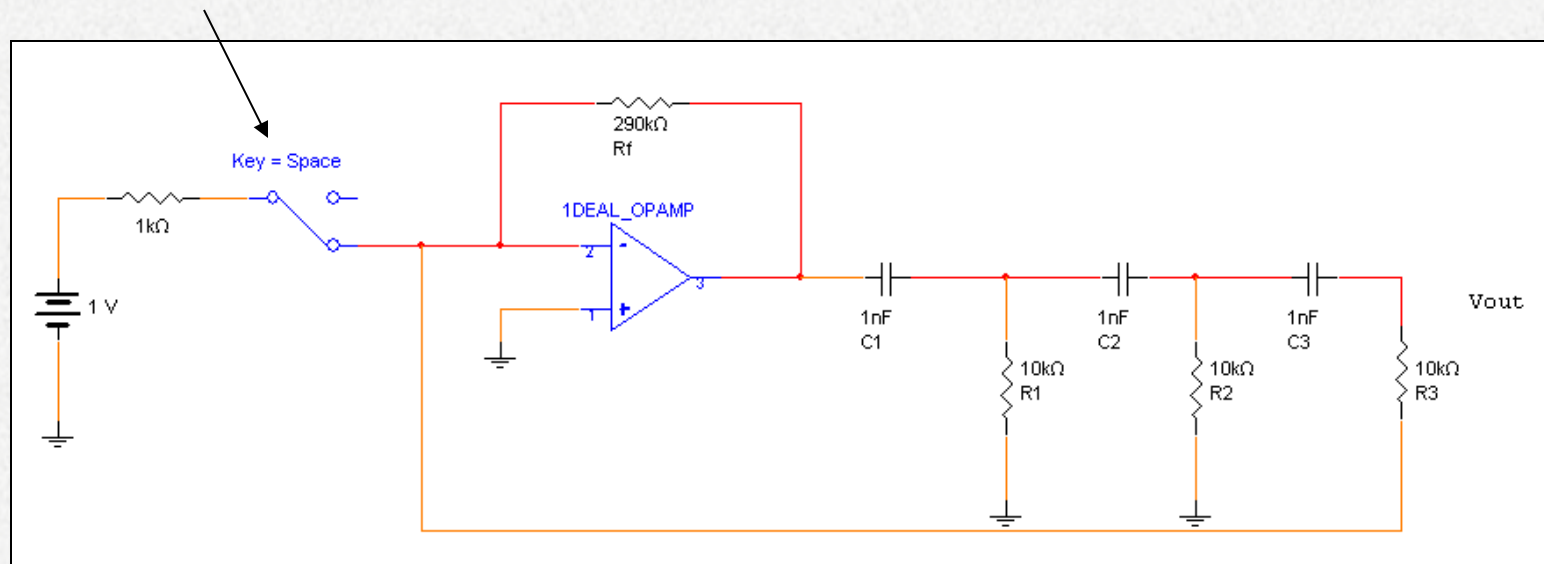 Key = Space
1kΩ
1 V
290kΩ
Rf
1DEAL_OPAMP
2
-
3
+
1
1nF
C1
1nF
C2
1nF
C3
Vout
10kΩ
R1
10kΩ
R2
10kΩ
R3